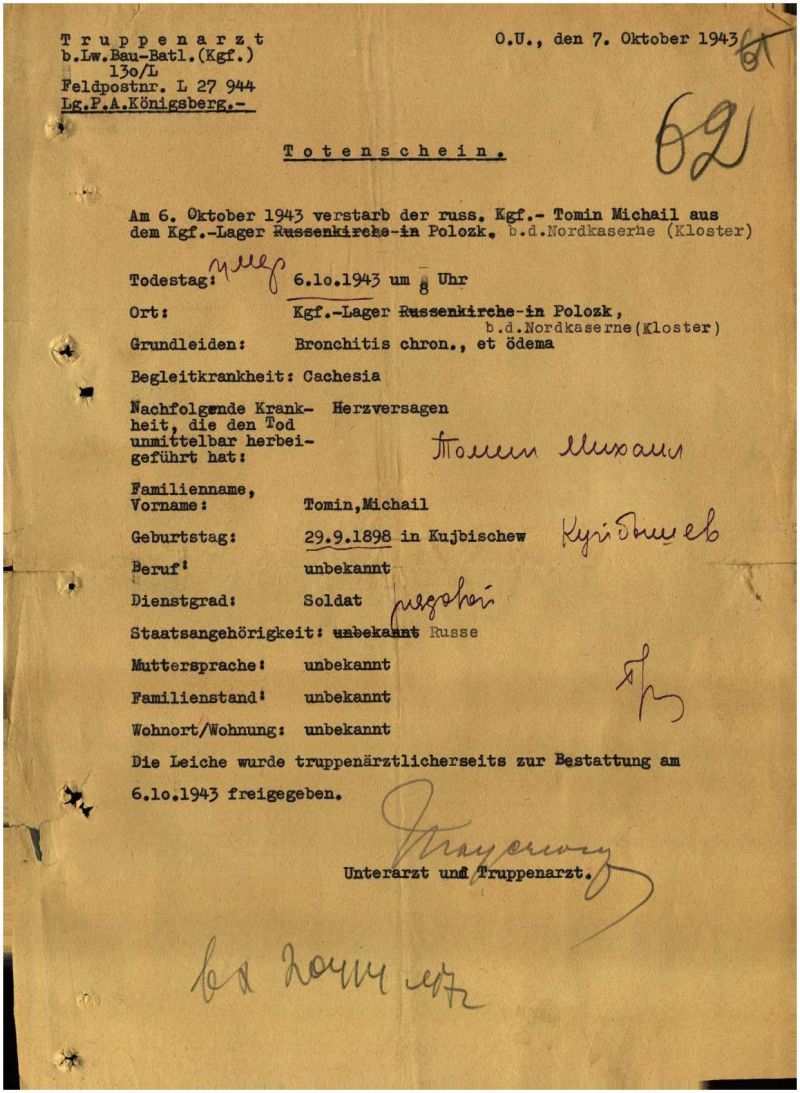 Truppenarzt
b.Lw.Bau-Batl.(Kgf.)
13o/L
Feldpostnr. L 27 944
Lg.P.A.Königsberg.-
O.U., den 7. Oktober 1943
61
62
Totenschein.
Am 6. Oktober 1943 verstarb der russ. Kgf.- Tomin Michail aus
dem Kgf.-Lager Russenkirche-in Polozk. b.d.Nordkaserne (Kloster)
умер
Todestag: 6.1o.1943 um 8 Uhr
Ort: Kgf.-Lager Russenkirche-in Polozk,
b.d.Nordkaserne(Kloster)
Grundleiden: Bronchitis chron., et ödema
Begleitkrankheit: Cachesia
Nachfolgende Krank- Herzversagen
heit, die den Tod
unmittelbar herbei-
geführt hat:
Томин Михаил
Familienname,
Vorname: Tomin,Michail
Geburtstag: 29.9.1898 in Kujbischew Куйбышев
Beruf: unbekannt
Dienstgrad: Soldat рядовой
Staatsangehörigkeit: unbekannt Russe
Muttersprache: unbekannt
Familienstand: unbekannt
Wohnort/Wohnung: unbekannt
Die Leiche wurde truppenärztlicherseits zur Bestattung am
6.1o.1943 freigegeben.
Unterarzt und Truppenarzt.